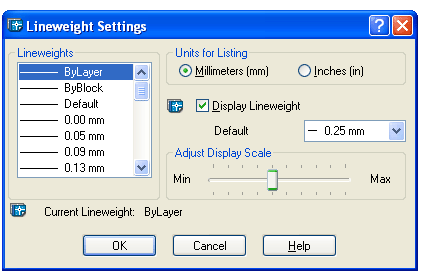 Lineweight Settings
Lineweights
ByLayer
ByBlock
Default
0.00 mm
0.05 mm
0.09 mm
0.13 mm
Units for Listing
Millimeters (mm)
Inches (in)
Display Lineweight
Default
0.25 mm
Adjust Display Scale
Min
Max
Current Lineweight: ByLayer
OK
Cancel
Help